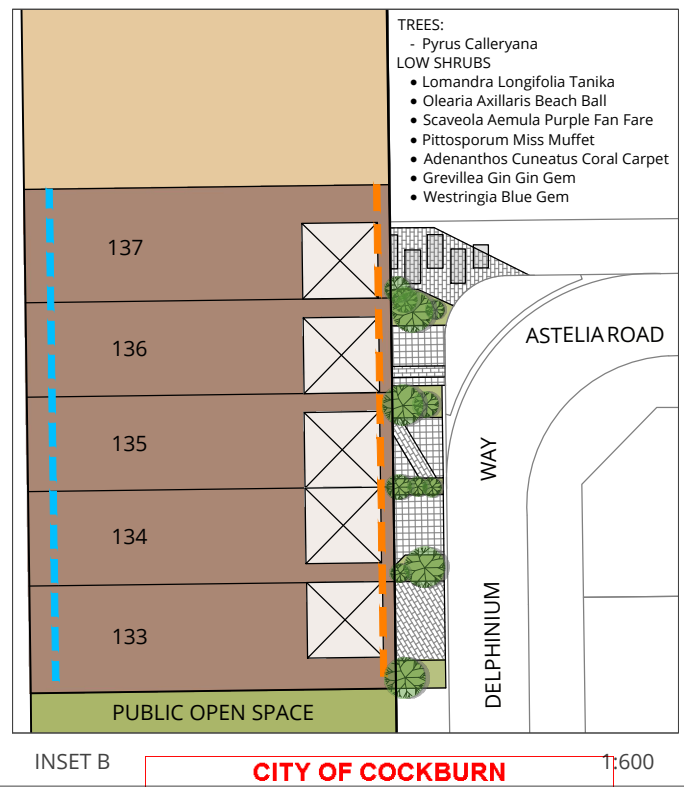 TREES:
- Pyrus Calleryana
LOW SHRUBS
• Lomandra Longifolia Tanika
• Olearia Axillaris Beach Ball
• Scaveola Aemula Purple Fan Fare
• Pittosporum Miss Muffet
• Adenanthos Cuneatus Coral Carpet
• Grevillea Gin Gin Gem
• Westringia Blue Gem
137
136
135
134
133
ASTELIA ROAD
DELPHINIUM WAY
PUBLIC OPEN SPACE
INSET B
1:600
CITY OF COCKBURN